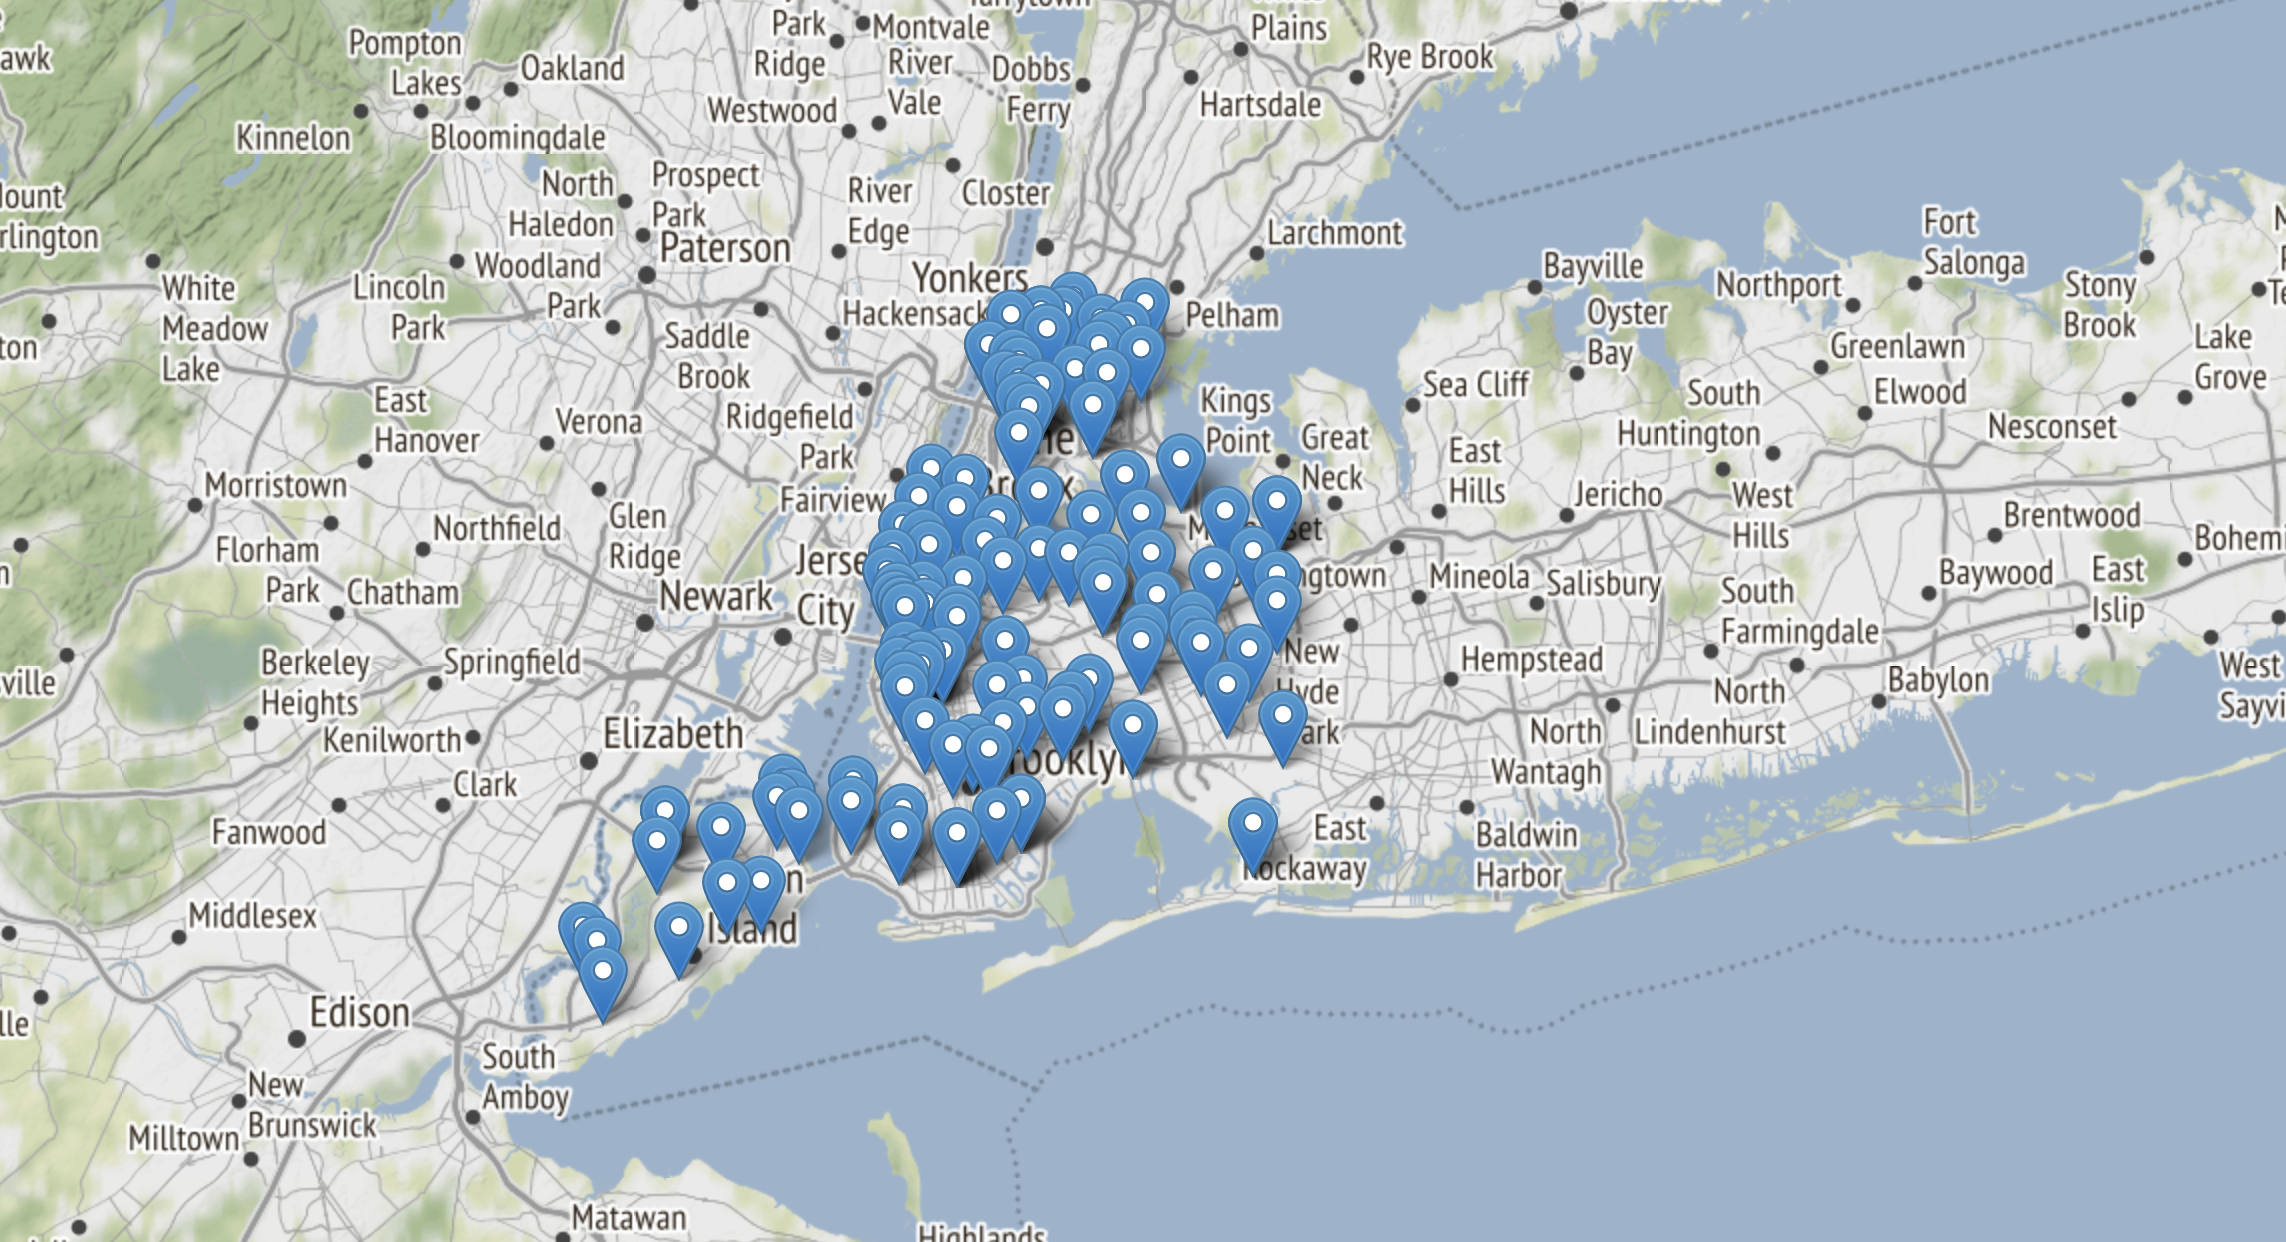 Pompton
Lakes
Oakland
Kinnelon
Bloomingdale
Park
Ridge
Montvale
River
Vale
Westwood
Dobbs
Ferry
Plains
Rye Brook
Hartsdale
North
Haledon
Prospect
Park
Paterson
River
Edge
Closter
Larchmont
White
Meadow
Lake
Lincoln
Park
Woodland
Park
Yonkers
Hackensack
Saddle
Brook
Pelham
Bayville
Oyster
Bay
Northport
Fort
Salonga
Stony
Brook
Lake
Grove
East
Hanover
Verona
Ridgefield
Park
Kings
Point
Great
Neck
Sea Cliff
Greenlawn
Elwood
South
Huntington
Nesconset
East
Hills
Jericho
West
Hills
Brentwood
Morristown
Northfield
Glen
Ridge
Fairview
Florham
Park
Chatham
Newark
Jerse
City
Mineola
Salisbury
South
Farmingdale
Baywood
East
Islip
Bohemi
Berkeley
Heights
Springfield
New
Hyde
ark
Hempstead
North
Lindenhurst
Babylon
West
Sayvi
Kenilworth
Elizabeth
Clark
Fanwood
North
Wantagh
East
Rockaway
Baldwin
Harbor
Island
Middlesex
Edison
South
Amboy
New
Brunswick
Milltown
Matawan
Highlands